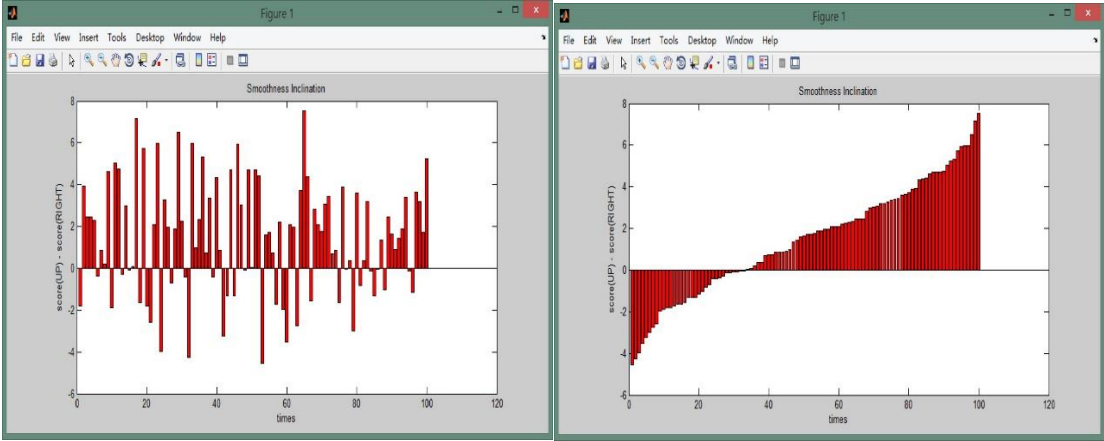 Figure 1
File Edit View Insert Tools Desktop Window Help
Smoothness Inclination
score(UP) - score(RIGHT)
8
6
4
2
0
-2
-4
-6
0 20 40 60 80 100 120
times
Figure 1
File Edit View Insert Tools Desktop Window Help
Smoothness Inclination
score(UP) - score(RIGHT)
8
6
4
2
0
-2
-4
-6
0 20 40 60 80 100 120
times